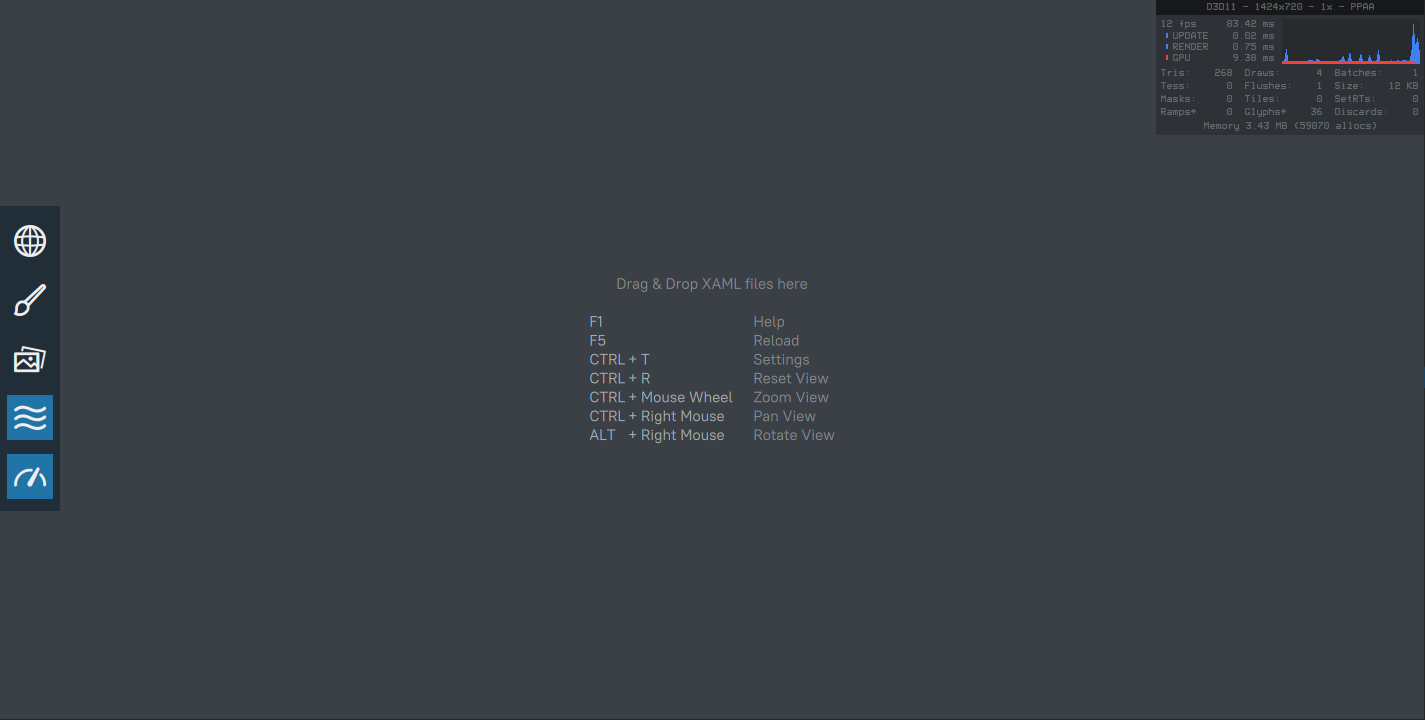 D3D11 - 1424x720 - 1x - PPAA
12 fps 83.42 ms
UPDATE 0.02 ms
RENDER 0.75 ms
GPU 9.38 ms
Tris: 268 Draws: 4 Batches: 1
Tess: 0 Flushes: 1 Size: 12 KB
Masks: 0 Tiles: 0 SetRTs: 0
Ramps↑ 0 Glyphs↑ 36 Discards: 0
Memory 3.43 MB (59070 allocs)
Drag & Drop XAML files here
F1 Help
F5 Reload
CTRL + T Settings
CTRL + R Reset View
CTRL + Mouse Wheel Zoom View
CTRL + Right Mouse Pan View
ALT + Right Mouse Rotate View